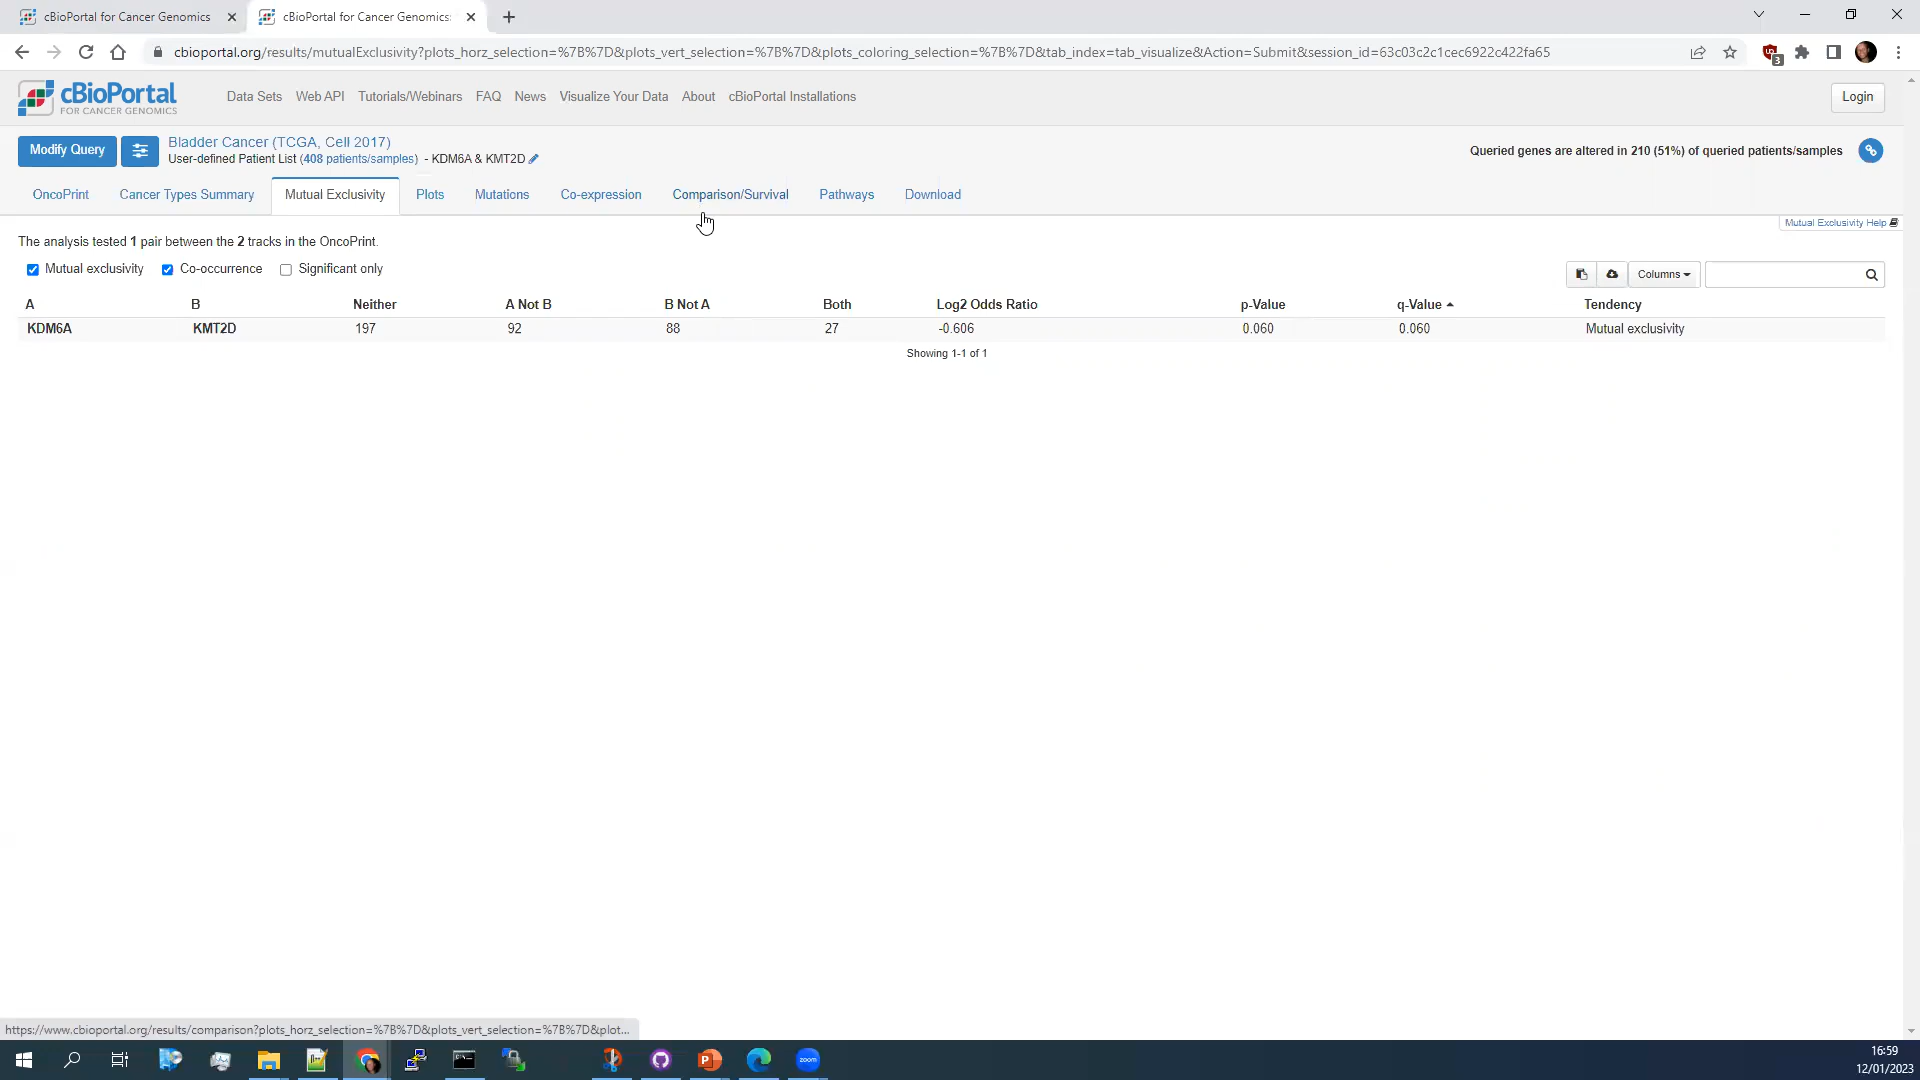 cBioPortal for Cancer Genomics
cBioPortal for Cancer Genomics:
cbioportal.org/results/mutualExclusivity?plots_horz_selection=%7B%7D&plots_vert_selection=%7B%7D&plots_coloring_selection=%7B%7D&tab_index=tab_visualize&Action=Submit&session_id=63c03c2c1cec6922c422fa65
3
cBioPortal
FOR CANCER GENOMICS
Data Sets Web API Tutorials/Webinars FAQ News Visualize Your Data About cBioPortal Installations
Login
Modify Query
Bladder Cancer (TCGA, Cell 2017)
User-defined Patient List (408 patients/samples) - KDM6A & KMT2D
Queried genes are altered in 210 (51%) of queried patients/samples
OncoPrint Cancer Types Summary Mutual Exclusivity Plots Mutations Co-expression Comparison/Survival Pathways Download
Mutual Exclusivity Help
The analysis tested 1 pair between the 2 tracks in the OncoPrint.
Mutual exclusivity Co-occurrence Significant only
Columns
A B Neither A Not B B Not A Both Log2 Odds Ratio p-Value q-Value Tendency
KDM6A KMT2D 197 92 88 27 -0.606 0.060 0.060 Mutual exclusivity
Showing 1-1 of 1
https://www.cbioportal.org/results/comparison?plots_horz_selection=%7B%7D&plots_vert_selection=%7B%7D&plot...
zoom
16:59
12/01/2023